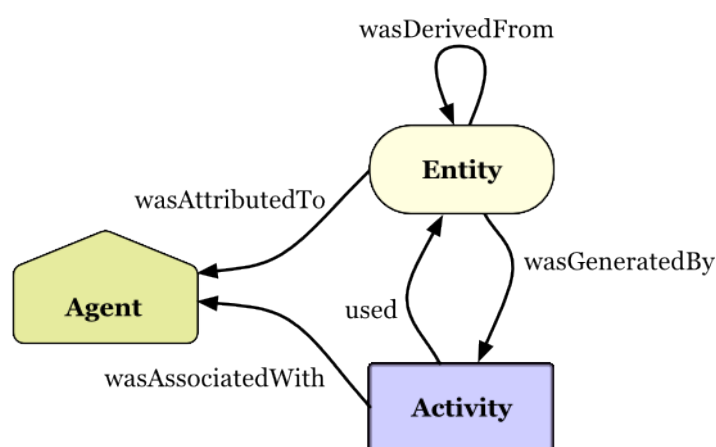 wasDerivedFrom
Entity
wasAttributedTo
wasGeneratedBy
Agent
used
wasAssociatedWith
Activity